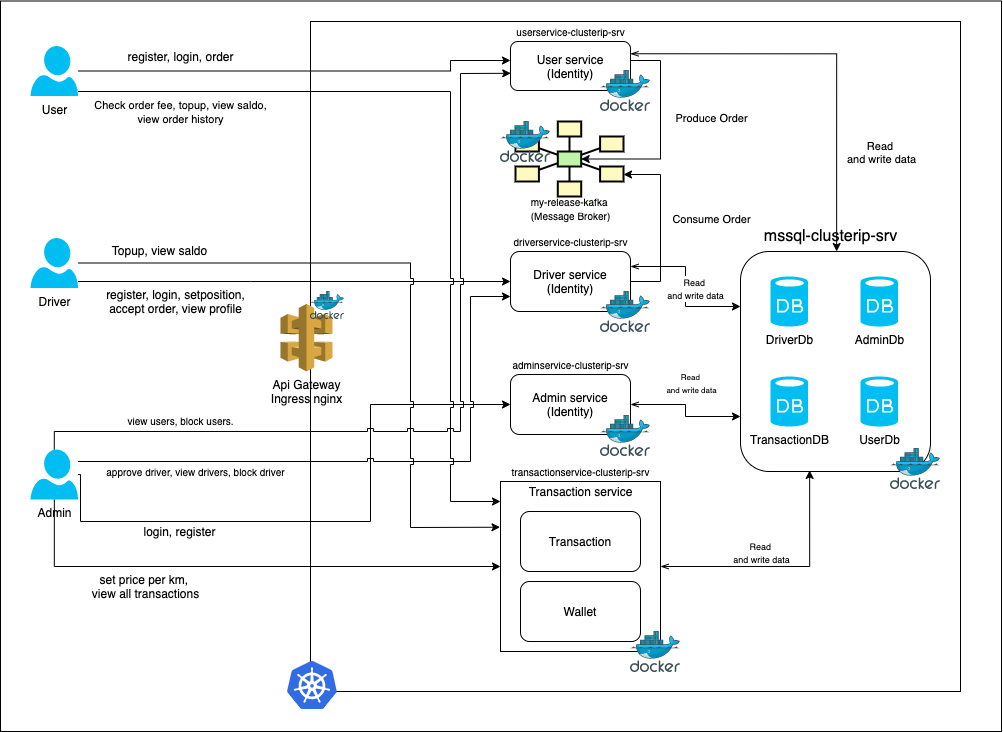 userservice-clusterip-srv
User service
(Identity)
docker
register, login, order
User
Check order fee, topup, view saldo,
view order history
Produce Order
Read
and write data
docker
my-release-kafka
(Message Broker)
Consume Order
mssql-clusterip-srv
driverservice-clusterip-srv
Driver service
(Identity)
docker
Topup, view saldo
Driver
register, login, setposition,
accept order, view profile
Read
and write data
docker
Api Gateway
Ingress nginx
DB
DriverDb
DB
AdminDb
DB
TransactionDB
DB
UserDb
docker
adminservice-clusterip-srv
Admin service
(Identity)
docker
Read
and write data
view users, block users.
approve driver, view drivers, block driver
Admin
login, register
set price per km,
view all transactions
transactionservice-clusterip-srv
Transaction service
Transaction
Wallet
docker
Read
and write data